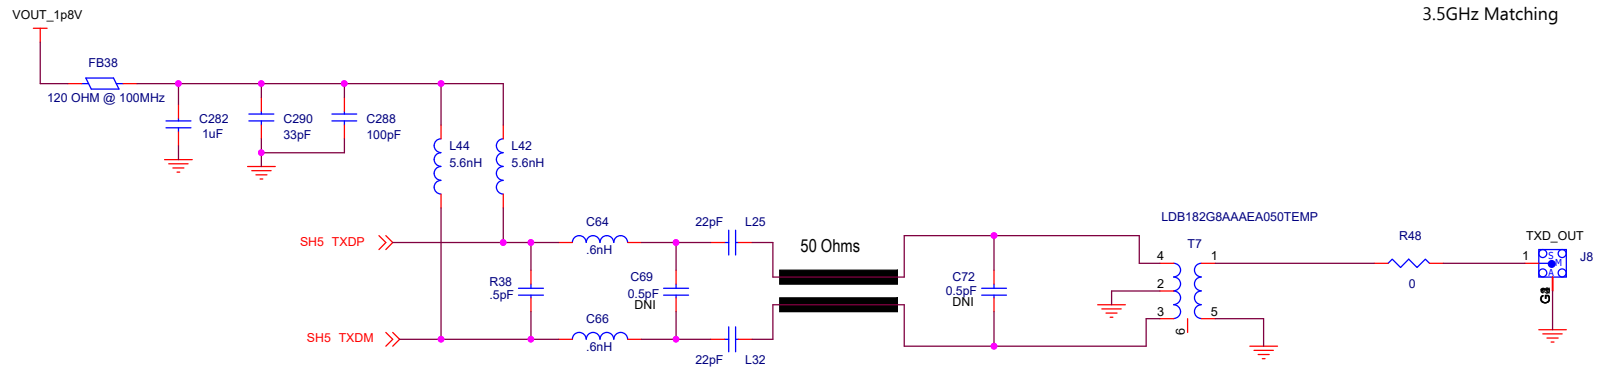 VOUT_1p8V
3.5GHz Matching
FB38
120 OHM @ 100MHz
C282
1uF
C290
33pF
C288
100pF
L44
5.6nH
L42
5.6nH
LDB182G8AAAEA050TEMP
C64
.6nH
22pF
L25
50 Ohms
SH5 TXDP
T7
R48
0
TXD_OUT
1
S
M
A
J8
4
1
2
3
5
6
R38
.5pF
C69
0.5pF
DNI
C72
0.5pF
DNI
C66
.6nH
SH5 TXDM
22pF
L32